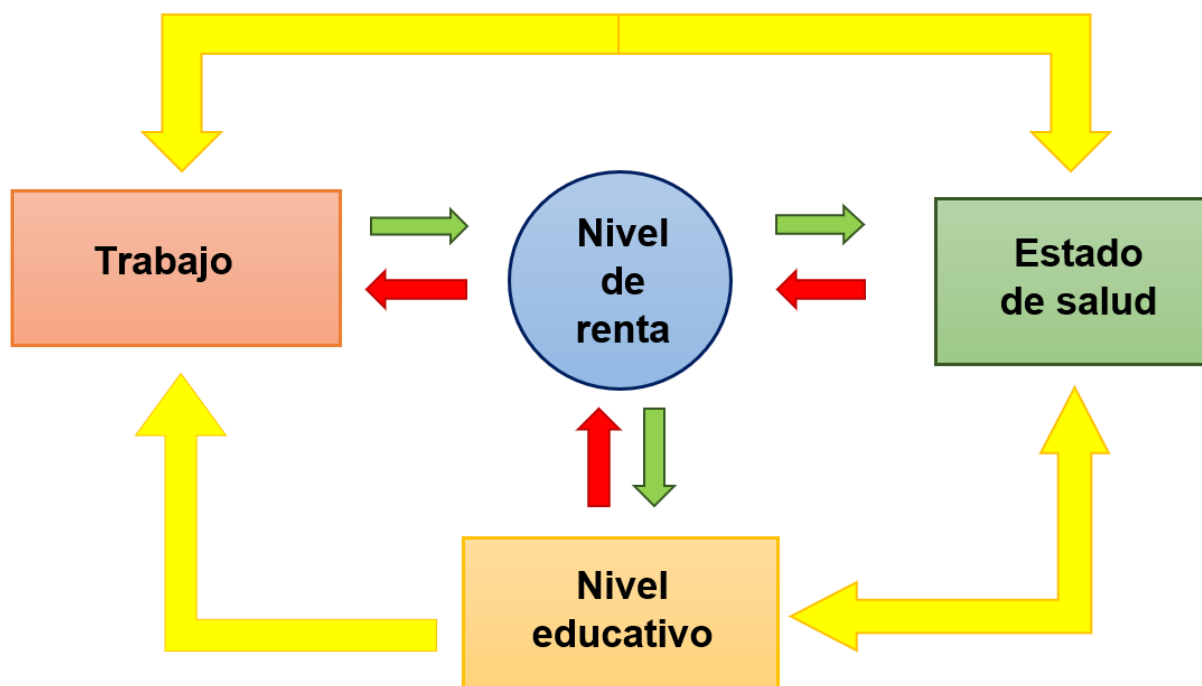 Trabajo
Nivel
de
renta
Estado
de salud
Nivel
educativo